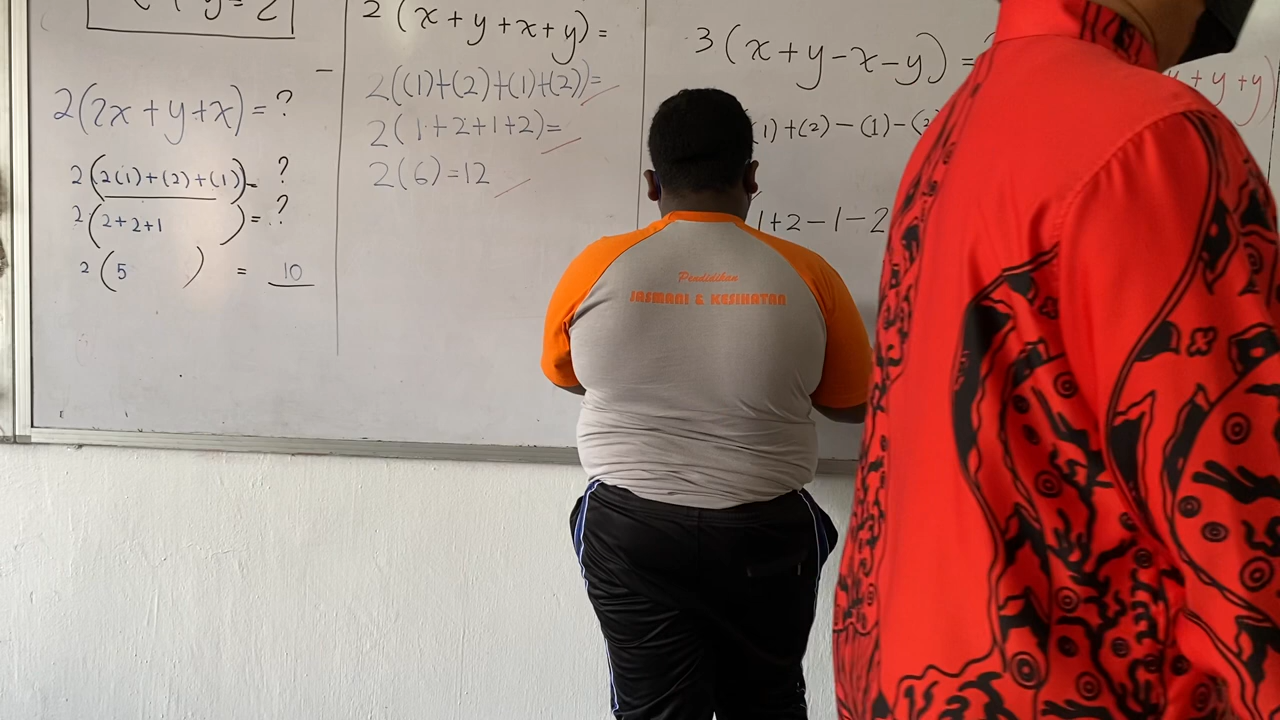 y = 2
2(2x + y + x) = ?
2(2(1)+(2)+(1)) = ?
2(2+2+1 ) = ?
2(5 ) = 10
2(x + y + x + y) =
2((1)+(2)+(1)+(2)) =
2(1+2+1+2) =
2(6) = 12
3(x + y - x - y) =
1)+(2)-(1)-(2
1+2-1-2
+ y + y)
Pendidikan
JASMANI & KESIHATAN